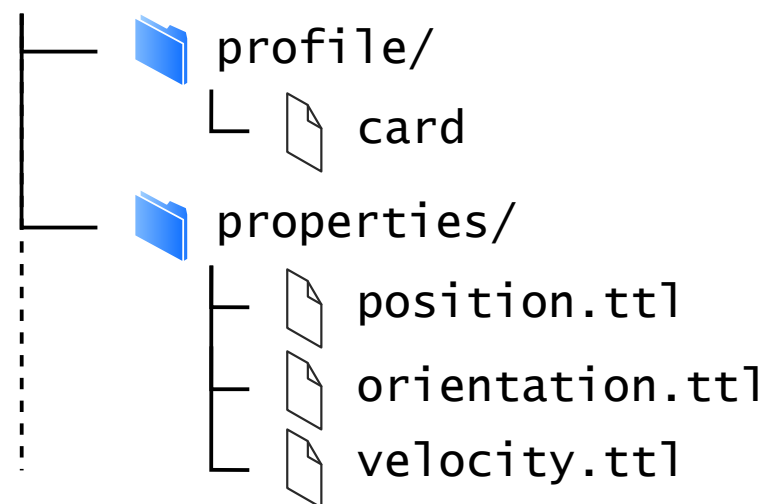 profile/
card
properties/
position.ttl
orientation.ttl
velocity.ttl